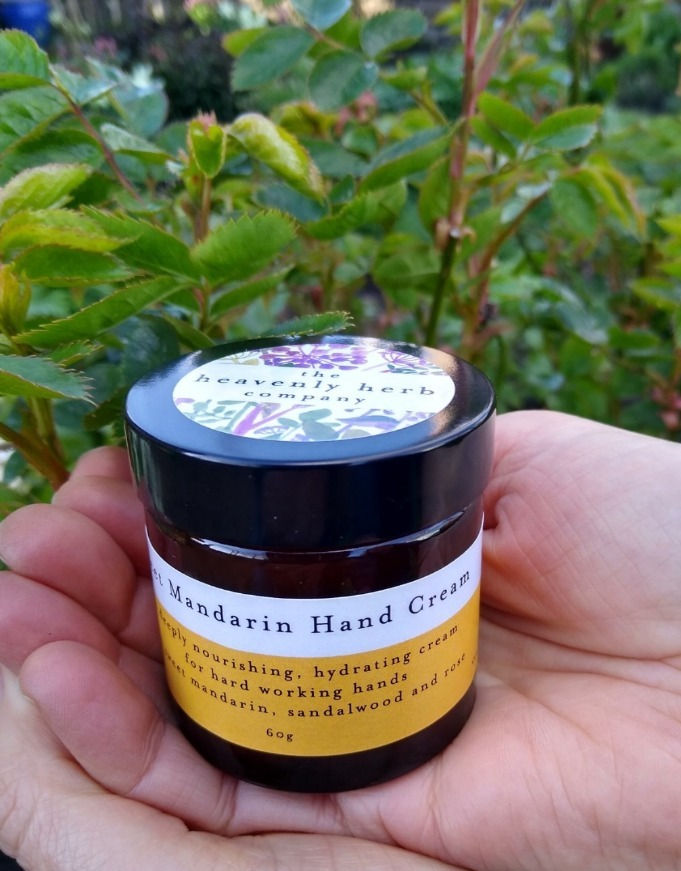 the
heavenly herb
company
et Mandarin Hand Cream
eeply nourishing, hydrating cream
for hard working hands
weet mandarin, sandalwood and rose
60g